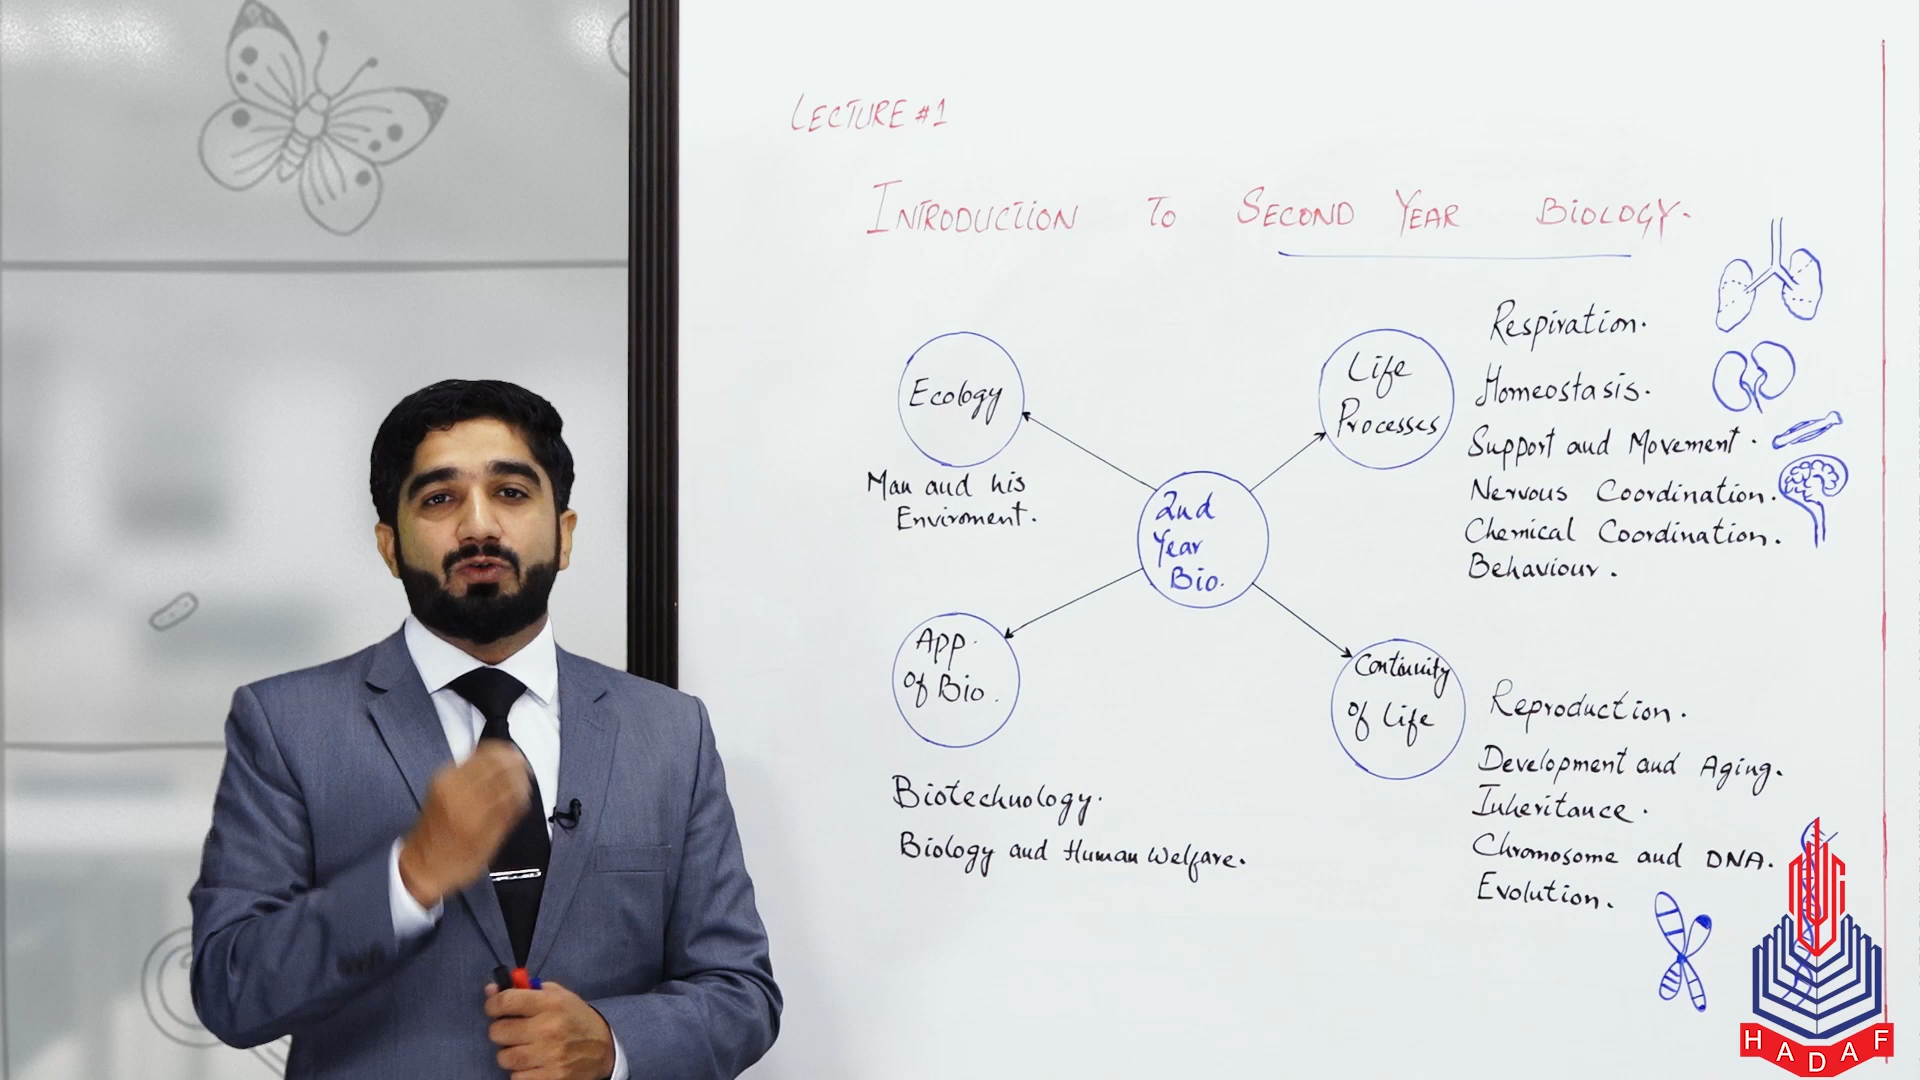 LECTURE #1
INTRODUCTION TO SECOND YEAR BIOLOGY.
Ecology
Man and his
Enviroment.
Life
Processes
Respiration.
Homeostasis.
Support and Movement.
Nervous Coordination.
Chemical Coordination.
Behaviour.
2nd
Year
Bio.
App.
of Bio.
Biotechnology.
Biology and Human Welfare.
Continuity
of Life
Reproduction.
Development and Aging.
Inheritance.
Chromosome and DNA.
Evolution.
HADAF